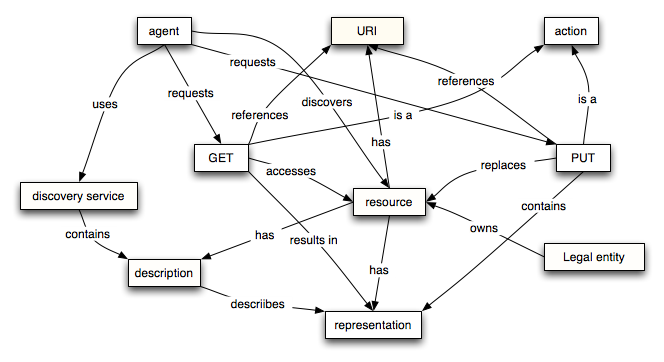 agent
URI
action
requests
references
uses
requests
references
discovers
is a
is a
has
GET
PUT
accesses
replaces
discovery service
resource
contains
contains
has
results in
owns
Legal entity
description
has
descriibes
representation